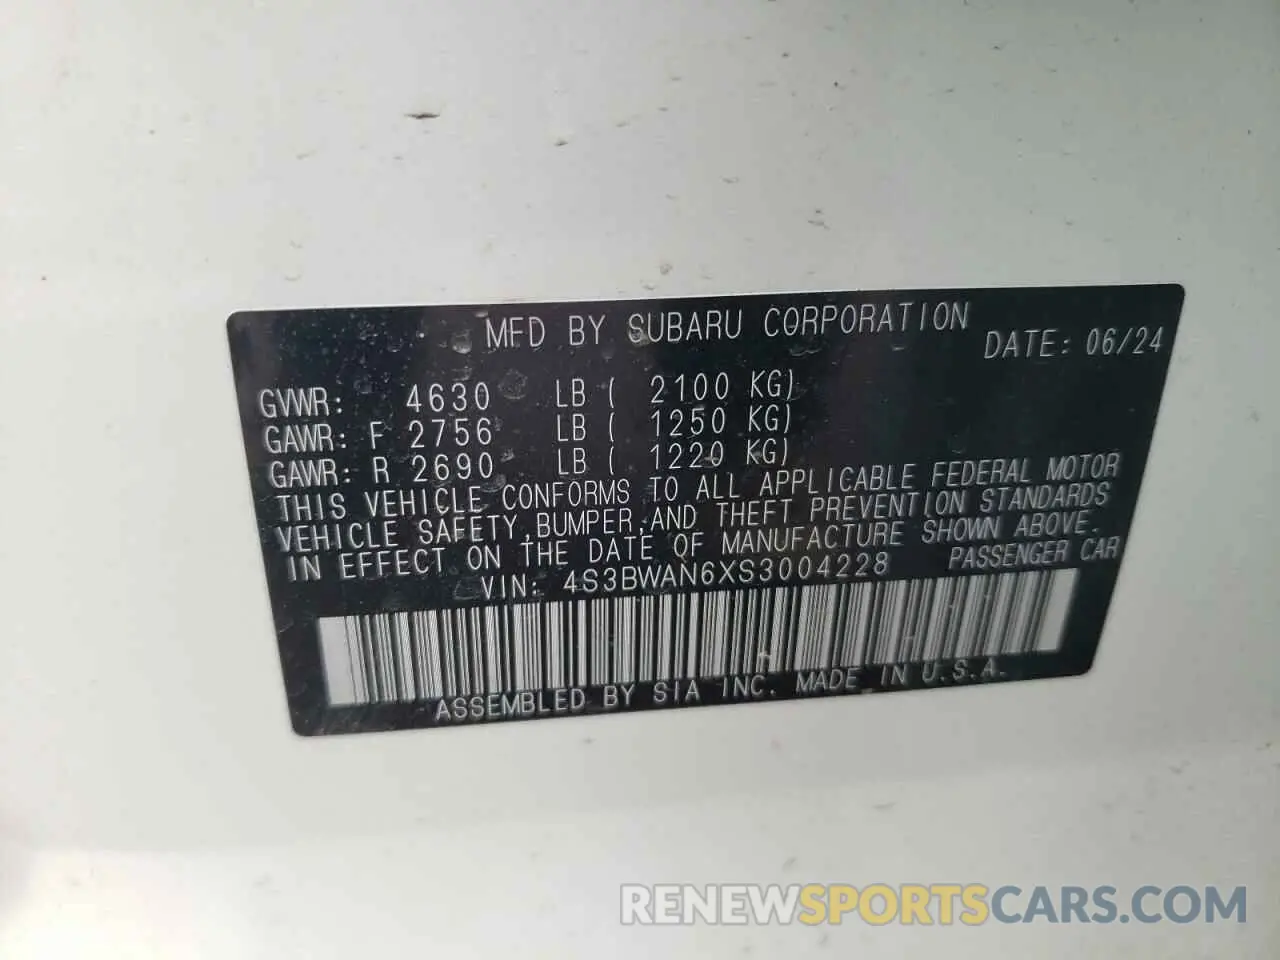 MFD BY SUBARU CORPORATION
DATE: 06/24
GVWR: 4630 LB ( 2100 KG)
GAWR: F 2756 LB ( 1250 KG)
GAWR: R 2690 LB ( 1220 KG)
THIS VEHICLE CONFORMS TO ALL APPLICABLE FEDERAL MOTOR
VEHICLE SAFETY, BUMPER, AND THEFT PREVENTION STANDARDS
IN EFFECT ON THE DATE OF MANUFACTURE SHOWN ABOVE.
VIN: 4S3BWAN6XS3004228 PASSENGER CAR
ASSEMBLED BY SIA INC. MADE IN U.S.A.
RENEWSPORTSCARS.COM